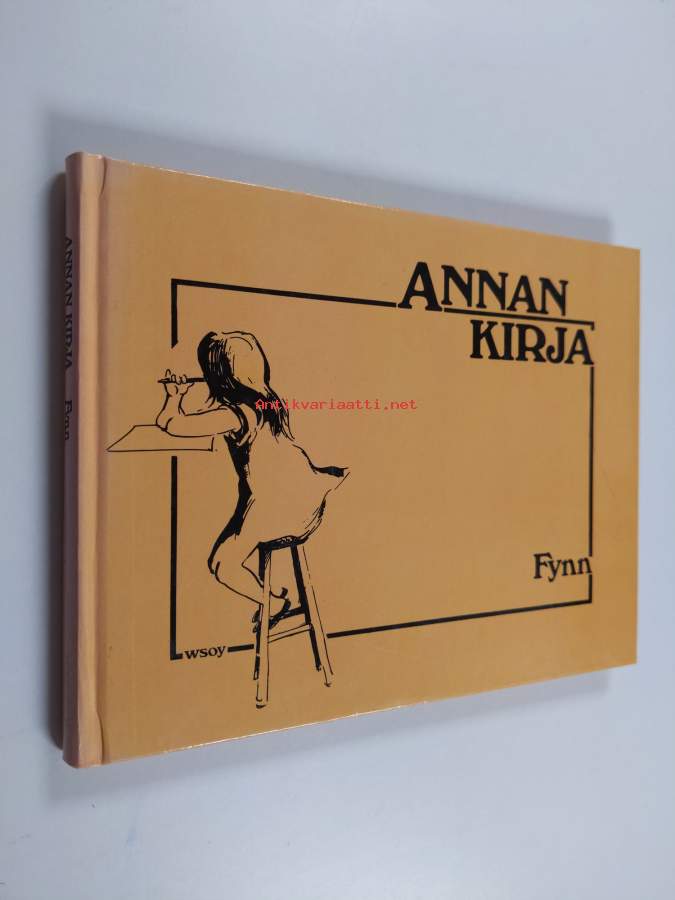 ANNAN
KIRJA
Fynn
wsoy
ANNAN KIRJA Fynn
Antikvariaatti.net